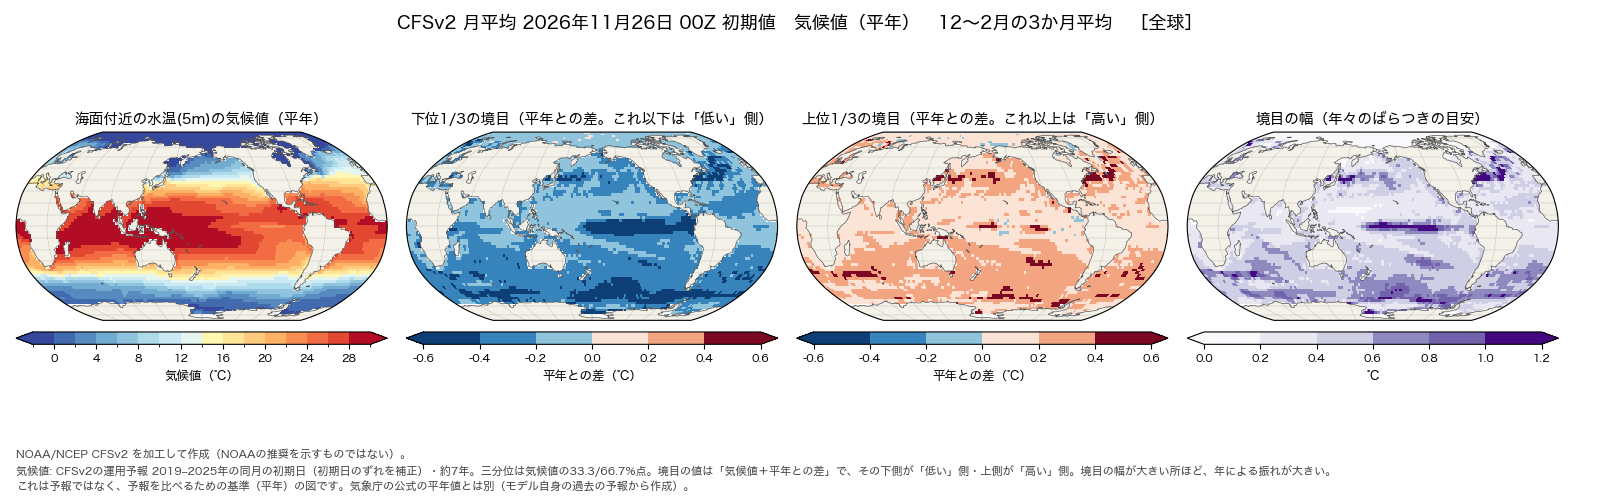 CFSv2 月平均 2026年11月26日 00Z 初期値　気候値（平年）　12～2月の3か月平均　［全球］
海面付近の水温(5m)の気候値（平年）
下位1/3の境目（平年との差。これ以下は「低い」側）
上位1/3の境目（平年との差。これ以上は「高い」側）
境目の幅（年々のばらつきの目安）
0 4 8 12 16 20 24 28
-0.6 -0.4 -0.2 0.0 0.2 0.4 0.6
-0.6 -0.4 -0.2 0.0 0.2 0.4 0.6
0.0 0.2 0.4 0.6 0.8 1.0 1.2
気候値（℃）
平年との差（℃）
平年との差（℃）
℃
NOAA/NCEP CFSv2 を加工して作成（NOAAの推奨を示すものではない）。
気候値: CFSv2の運用予報 2019–2025年の同月の初期日（初期日のずれを補正）・約7年。三分位は気候値の33.3/66.7%点。境目の値は「気候値＋平年との差」で、その下側が「低い」側・上側が「高い」側。境目の幅が大きい所ほど、年による振れが大きい。
これは予報ではなく、予報を比べるための基準（平年）の図です。気象庁の公式の平年値とは別（モデル自身の過去の予報から作成）。